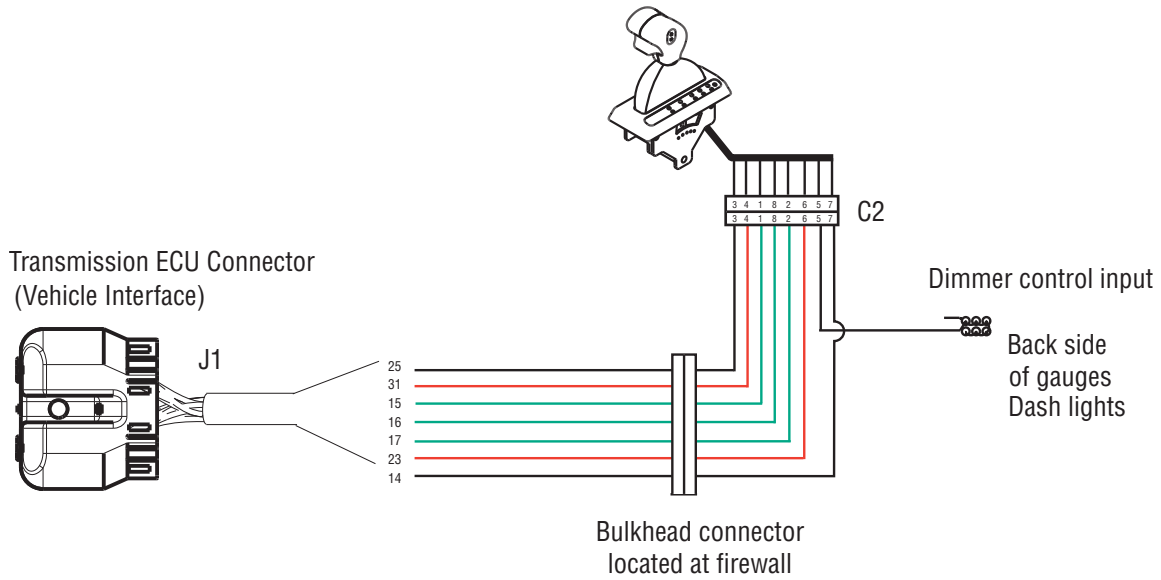 3 4 1 8 2 6 5 7
3 4 1 8 2 6 5 7
C2
Transmission ECU Connector
(Vehicle Interface)
J1
Dimmer control input
Back side
of gauges
Dash lights
25
31
15
16
17
23
14
Bulkhead connector
located at firewall